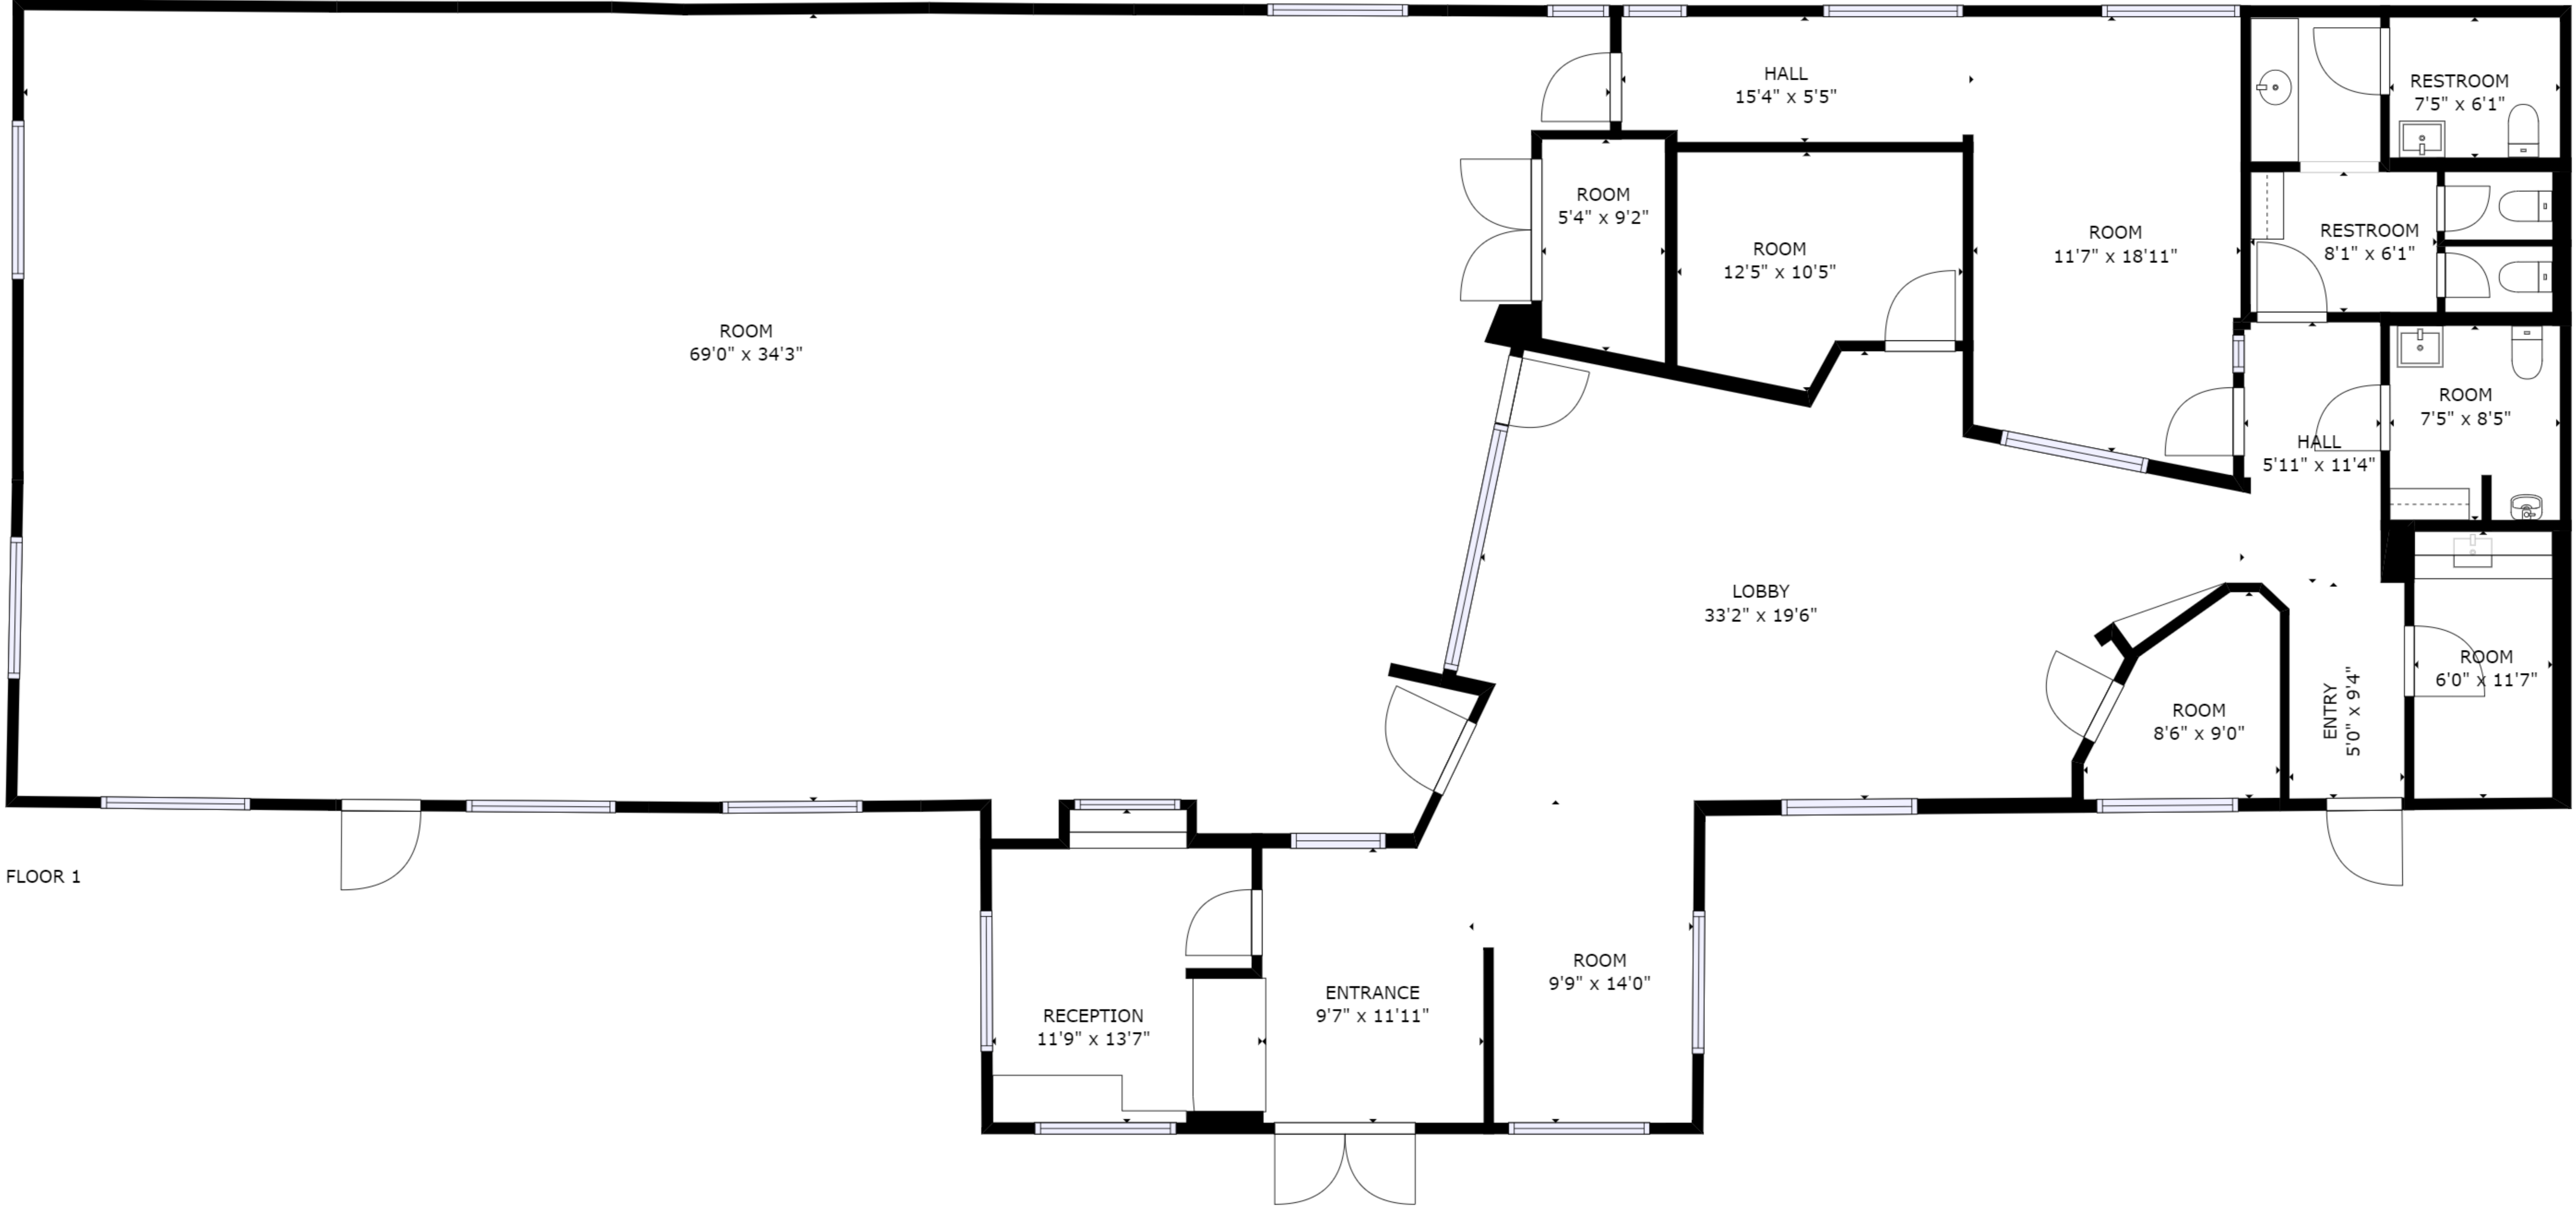 HALL
15'4" x 5'5"
RESTROOM
7'5" x 6'1"
ROOM
5'4" x 9'2"
ROOM
12'5" x 10'5"
ROOM
11'7" x 18'11"
RESTROOM
8'1" x 6'1"
ROOM
69'0" x 34'3"
ROOM
7'5" x 8'5"
HALL
5'11" x 11'4"
LOBBY
33'2" x 19'6"
ROOM
6'0" x 11'7"
ROOM
8'6" x 9'0"
ENTRY
5'0" x 9'4"
FLOOR 1
ROOM
9'9" x 14'0"
ENTRANCE
9'7" x 11'11"
RECEPTION
11'9" x 13'7"